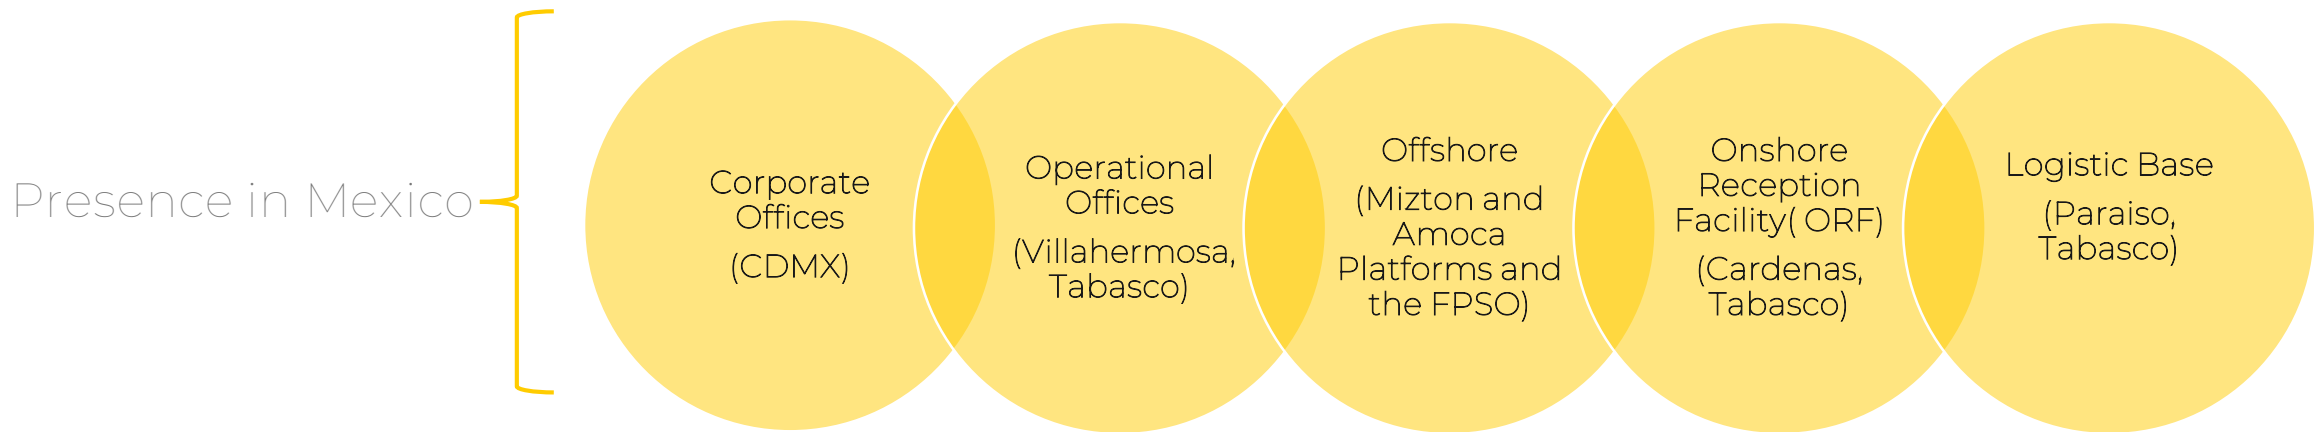 Presence in Mexico
Corporate
Offices
(CDMX)
Operational
Offices
(Villahermosa,
Tabasco)
Offshore
(Mizton and
Amoca
Platforms and
the FPSO)
Onshore
Reception
Facility( ORF)
(Cardenas,
Tabasco)
Logistic Base
(Paraiso,
Tabasco)